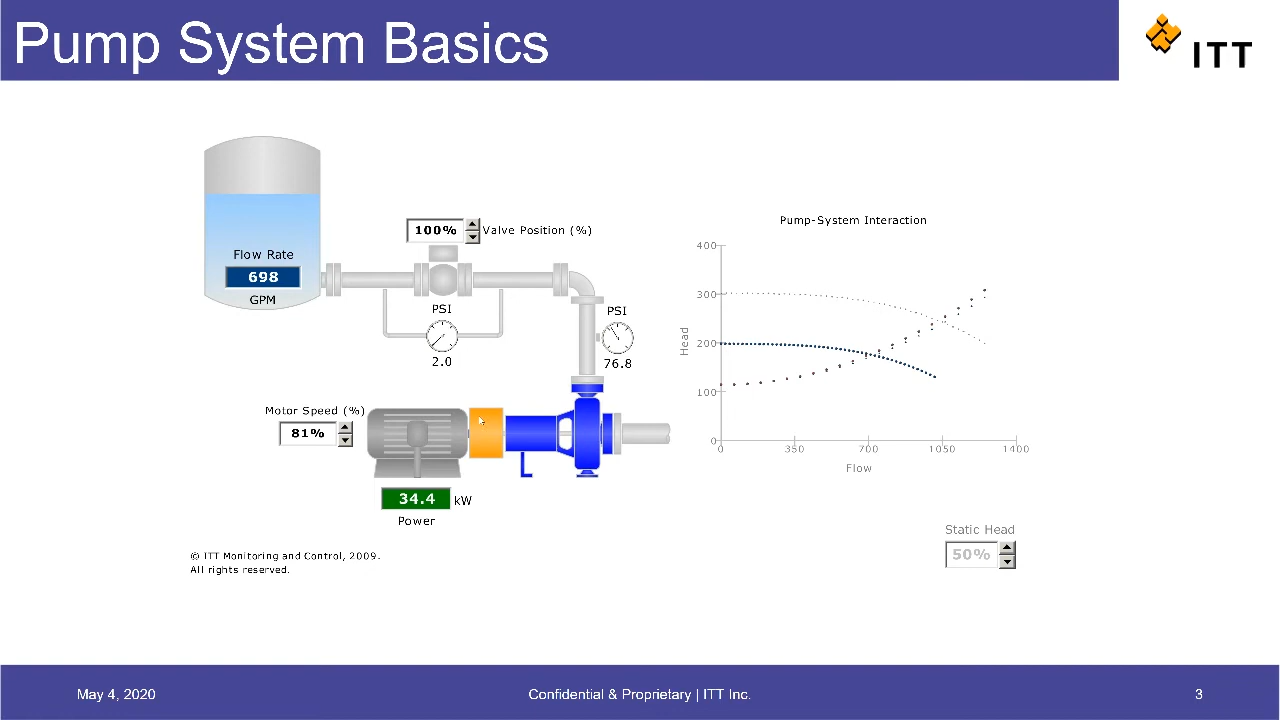 Pump System Basics
ITT
100% Valve Position (%)
Flow Rate
698
GPM
PSI
2.0
PSI
76.8
Motor Speed (%)
81%
34.4 kW
Power
© ITT Monitoring and Control, 2009.
All rights reserved.
Pump-System Interaction
400
300
200
100
0
Head
0 350 700 1050 1400
Flow
Static Head
50%
May 4, 2020
Confidential & Proprietary | ITT Inc.
3